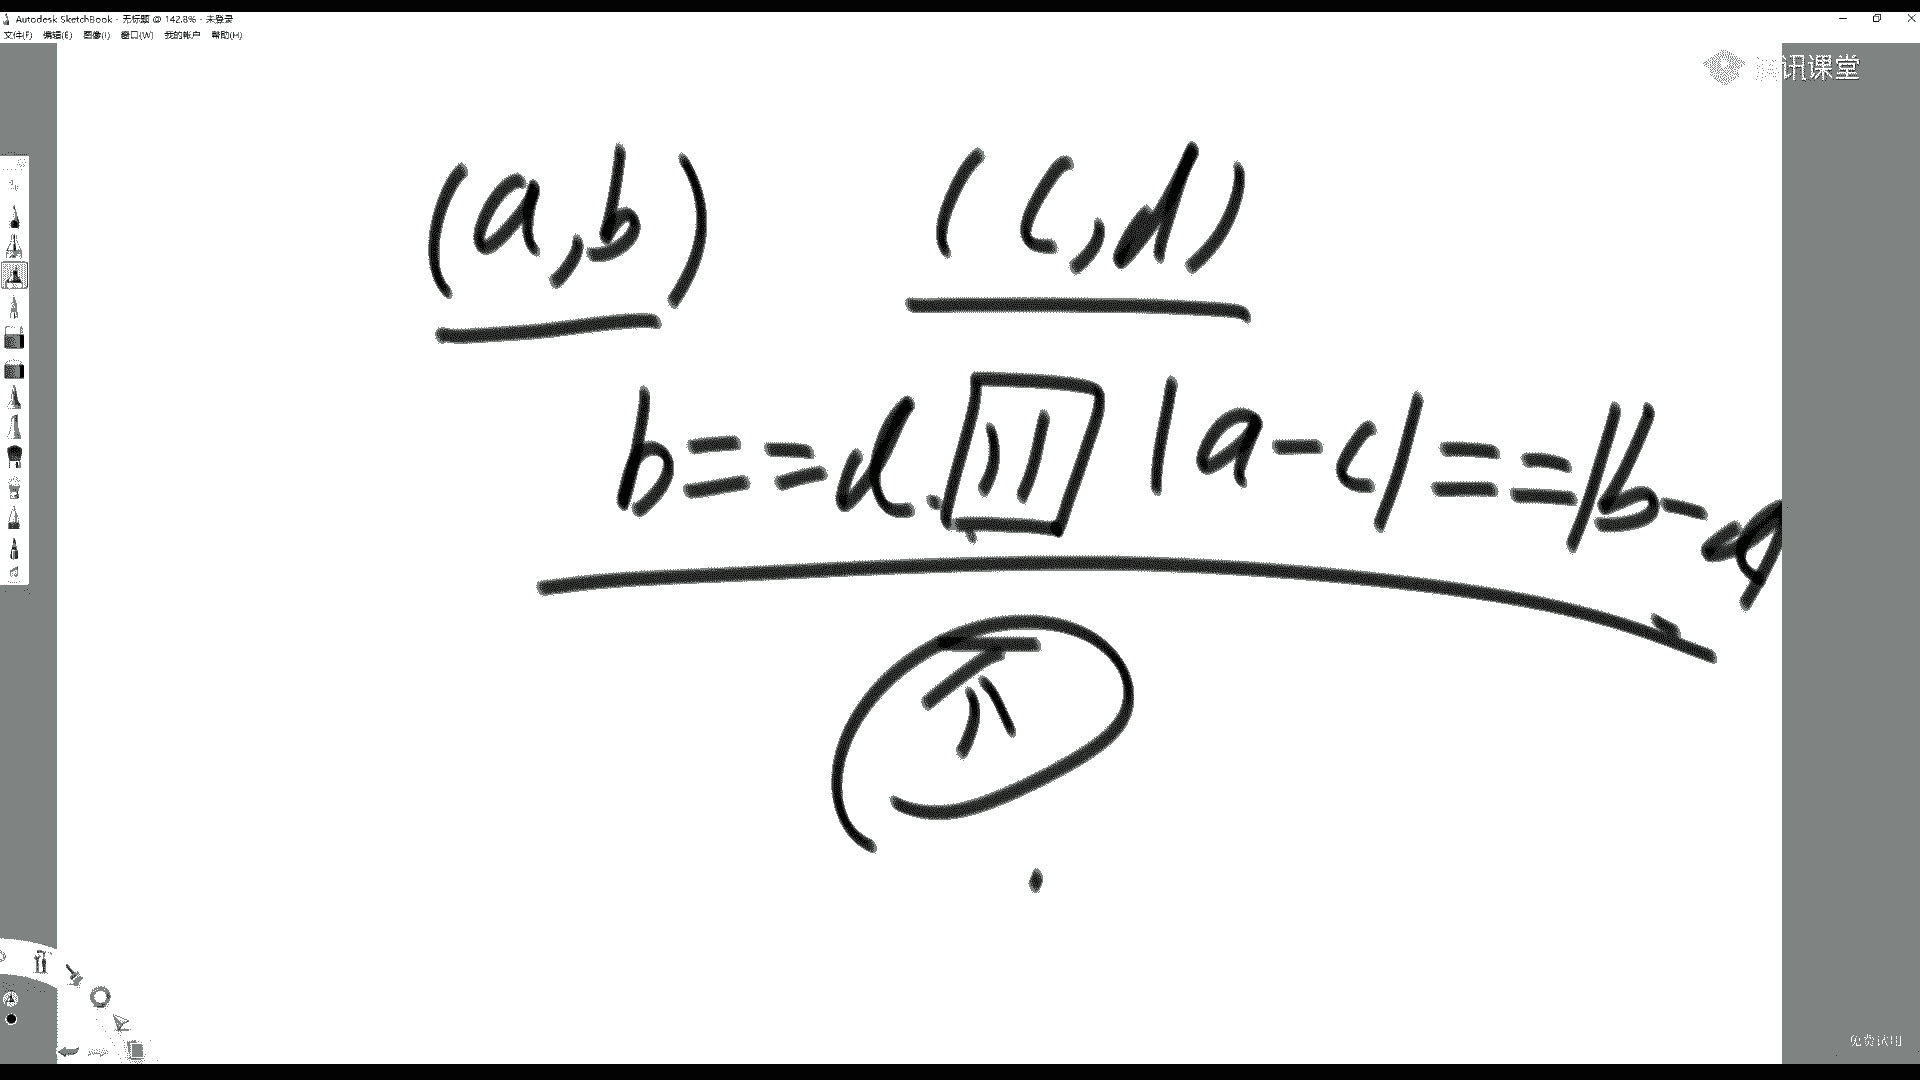 Autodesk SketchBook - 无标题 @ 142.8% - 未登录
文件(F) 编辑(E) 图像(I) 窗口(W) 我的帐户 帮助(H)
腾讯课堂
(a,b) (c,d)
b==d || |a-c|==|b-d|
不
免费试用